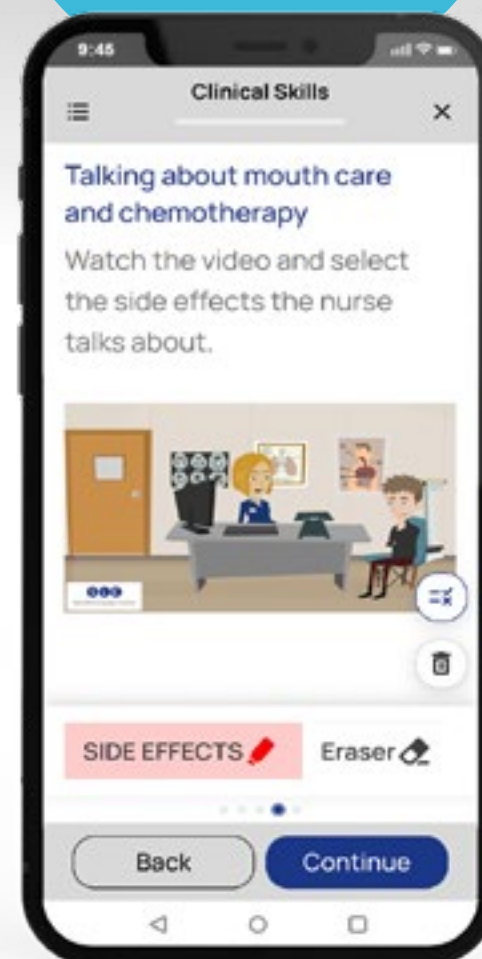 9:45
Clinical Skills
Talking about mouth care
and chemotherapy
Watch the video and select
the side effects the nurse
talks about.
SLC
SIDE EFFECTS
Eraser
Back
Continue